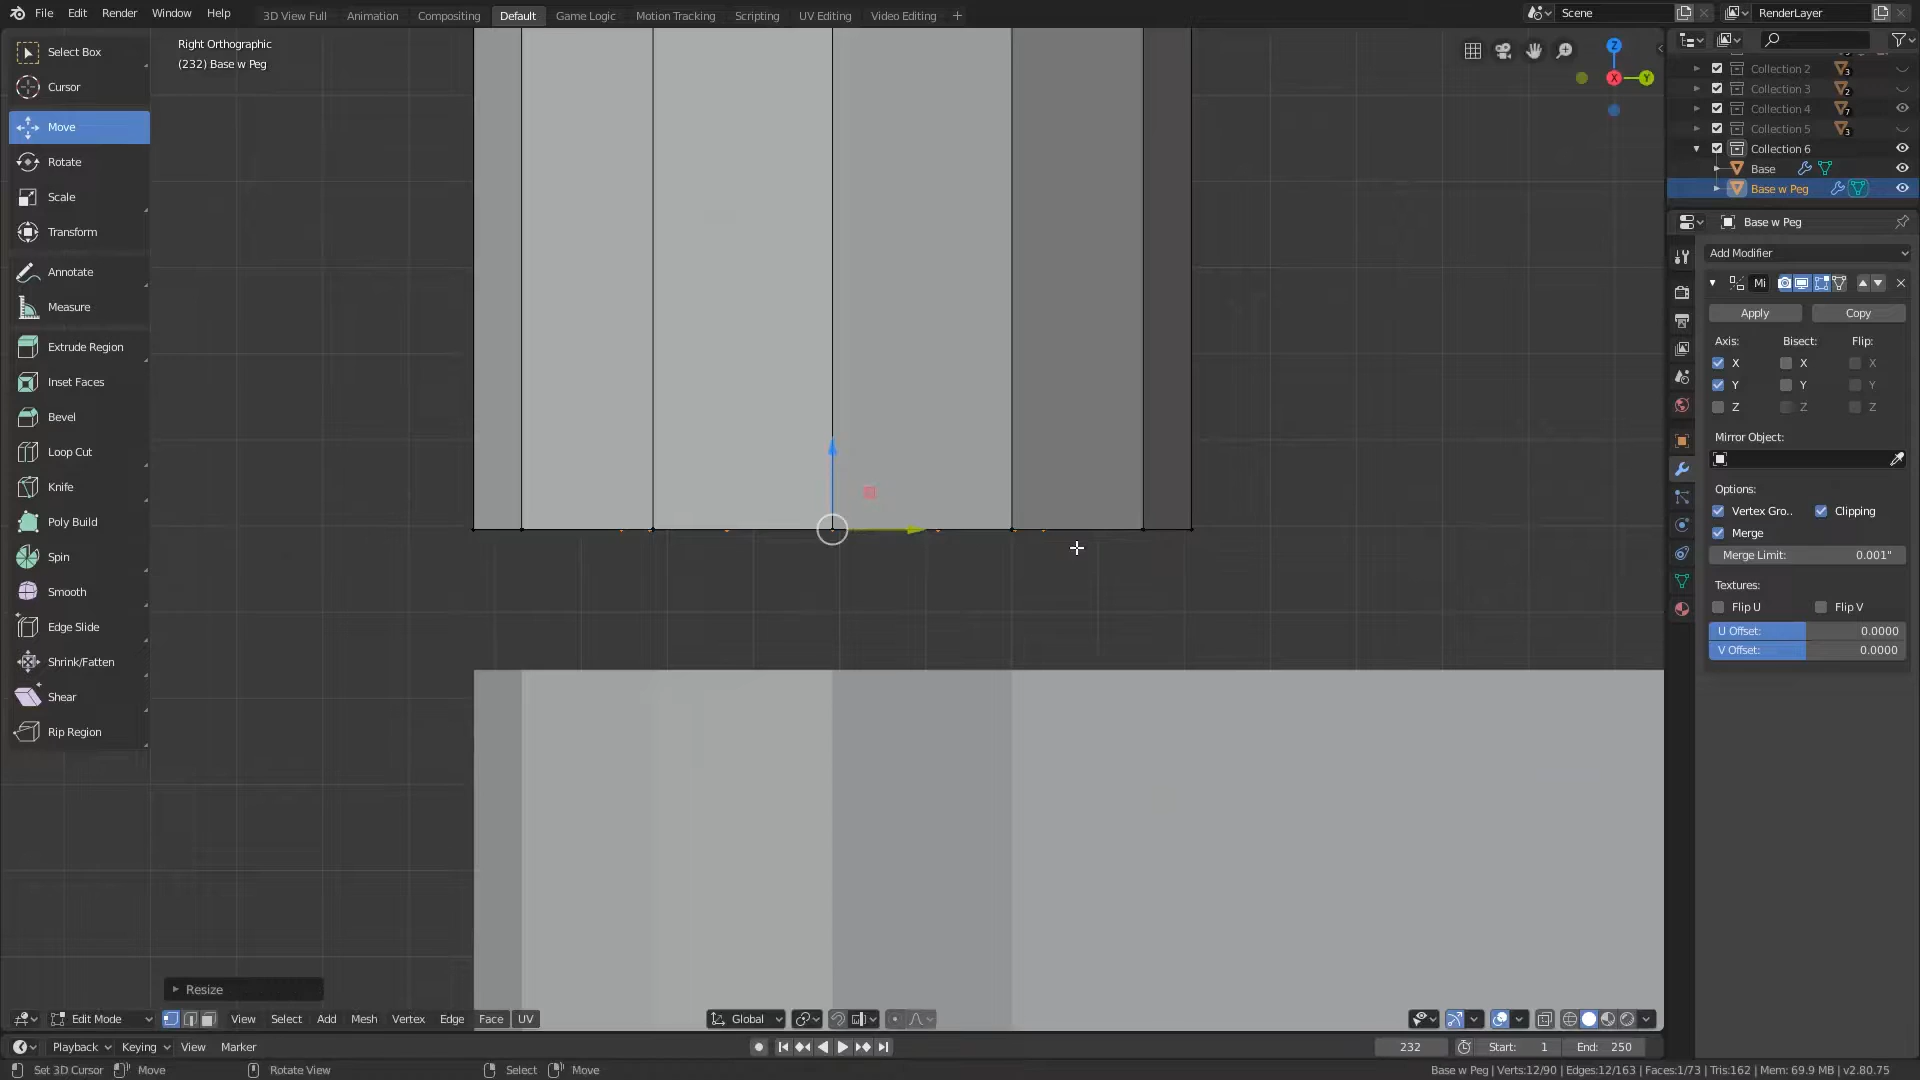 File Edit Render Window Help 3D View Full Animation Compositing Default Game Logic Motion Tracking Scripting UV Editing Video Editing + Scene RenderLayer
Select Box
Cursor
Move
Rotate
Scale
Transform
Annotate
Measure
Extrude Region
Inset Faces
Bevel
Loop Cut
Knife
Poly Build
Spin
Smooth
Edge Slide
Shrink/Fatten
Shear
Rip Region
Right Orthographic
(232) Base w Peg
Z
X
Y
Collection 2 3
Collection 3 2
Collection 4 7
Collection 5 3
Collection 6
Base
Base w Peg
Base w Peg
Add Modifier
Mi
Apply Copy
Axis: Bisect: Flip:
X X X
Y Y Y
Z Z Z
Mirror Object:
Options:
Vertex Gro.. Clipping
Merge
Merge Limit: 0.001"
Textures:
Flip U Flip V
U Offset: 0.0000
V Offset: 0.0000
Resize
Edit Mode View Select Add Mesh Vertex Edge Face UV Global
Playback Keying View Marker 232 Start: 1 End: 250
Set 3D Cursor Move Rotate View Select Move Base w Peg | Verts:12/90 | Edges:12/163 | Faces:1/73 | Tris:162 | Mem: 69.9 MB | v2.80.75